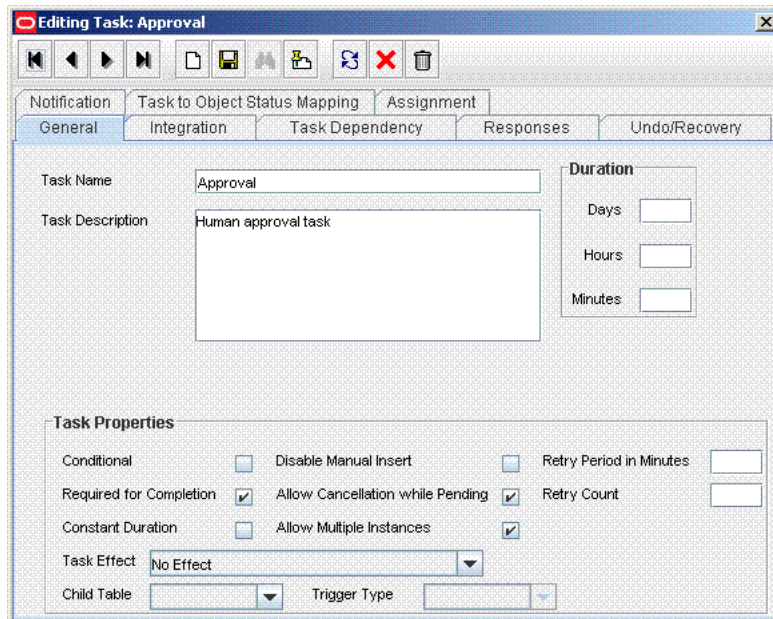 Editing Task: Approval
Notification Task to Object Status Mapping Assignment
General Integration Task Dependency Responses Undo/Recovery
Task Name Approval
Duration
Days
Task Description Human approval task
Hours
Minutes
Task Properties
Conditional Disable Manual Insert Retry Period in Minutes
Required for Completion Allow Cancellation while Pending Retry Count
Constant Duration Allow Multiple Instances
Task Effect No Effect
Child Table Trigger Type